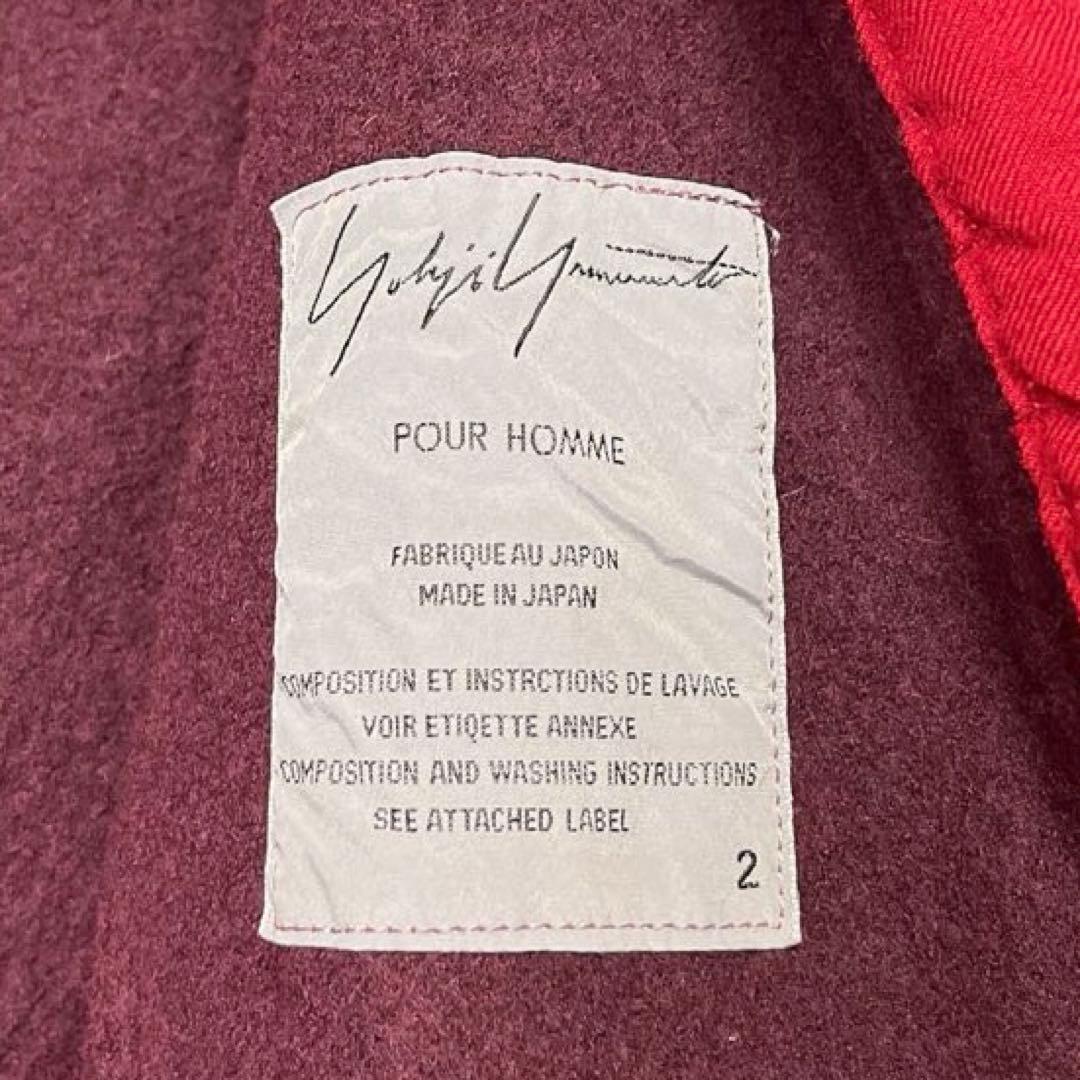 Yohji Yamamoto
POUR HOMME
FABRIQUE AU JAPON
MADE IN JAPAN
COMPOSITION ET INSTRCTIONS DE LAVAGE
VOIR ETIQETTE ANNEXE
COMPOSITION AND WASHING INSTRUCTIONS
SEE ATTACHED LABEL
2